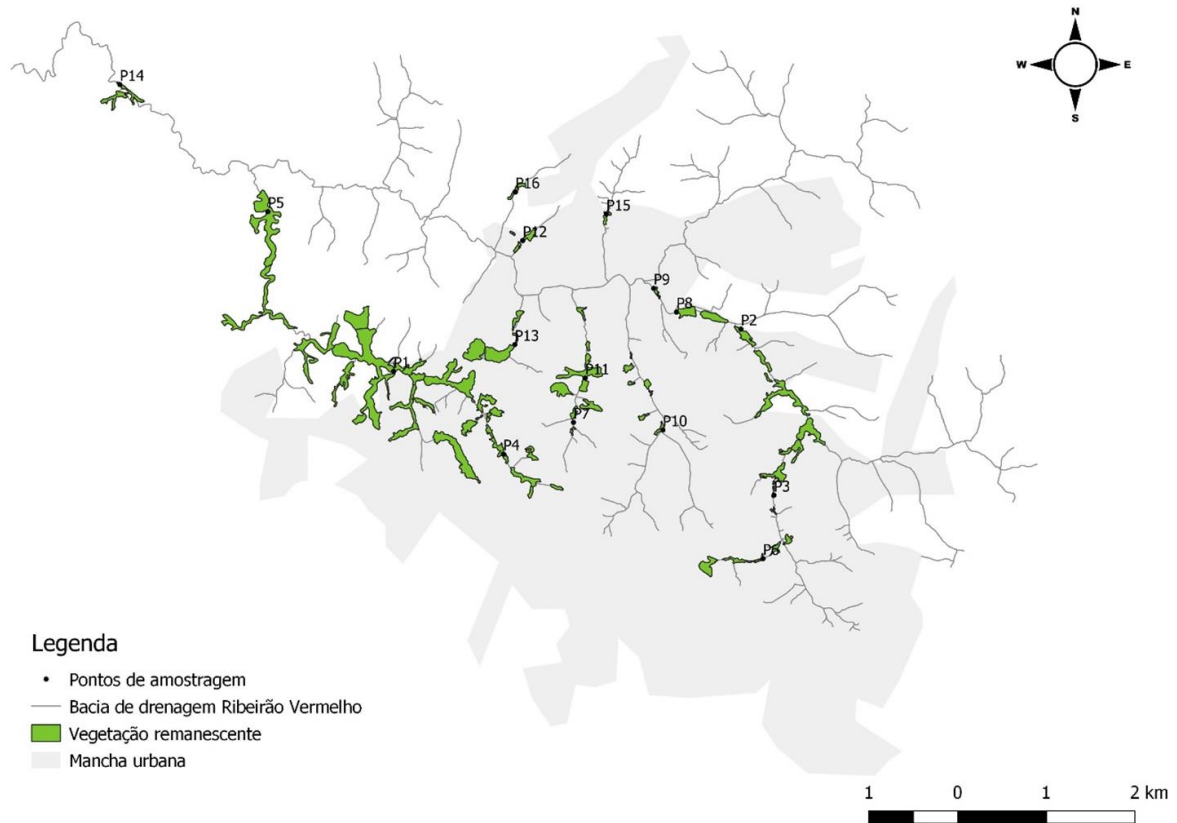 N
W
E
S
P14
P16
P5
P15
P12
P9
P8
P2
P13
P1
P11
P7
P10
P4
P3
P6
Legenda
Pontos de amostragem
Bacia de drenagem Ribeirão Vermelho
Vegetação remanescente
Mancha urbana
1 0 1 2 km